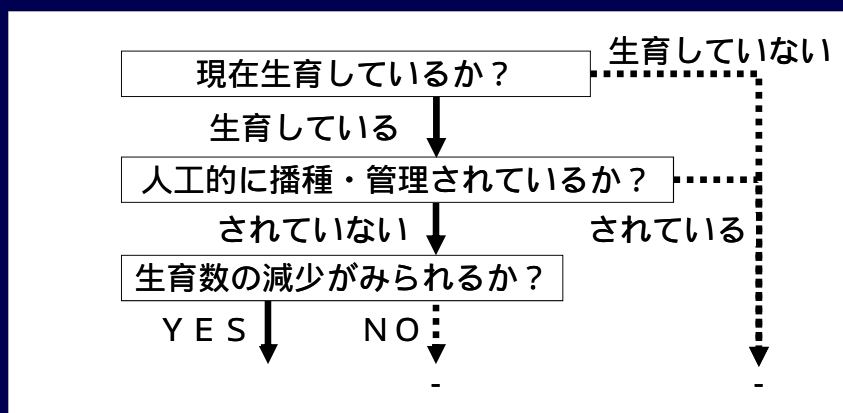 生育していない
現在生育しているか？
生育している
人工的に播種・管理されているか？
されていない
されている
生育数の減少がみられるか？
ＹＥＳ
ＮＯ
-
-